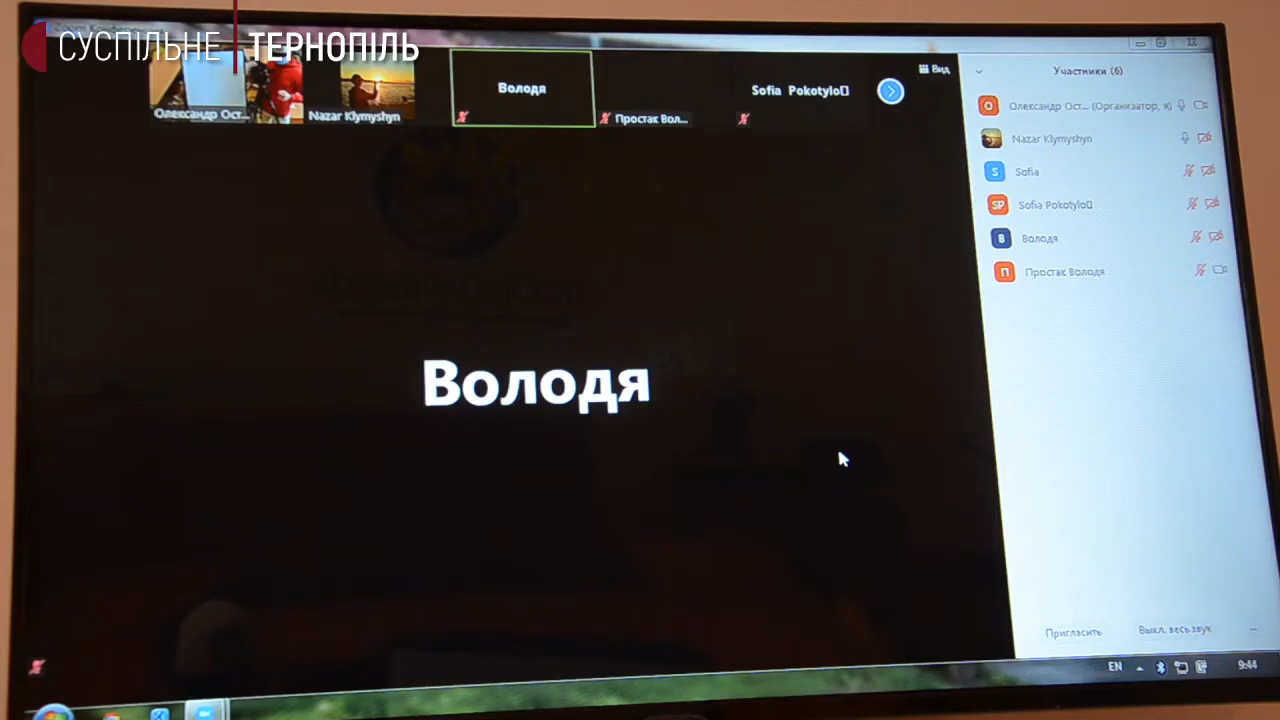 СУСПІЛЬНЕ ТЕРНОПІЛЬ
Олександр Ост...
Nazar Klymyshyn
Володя
Простак Вол...
Sofia Pokotylo
Вид
Участники (6)
О Олександр Ост... (Организатор, я)
Nazar Klymyshyn
S Sofia
SP Sofia Pokotylo
В Володя
П Простак Володя
Володя
Пригласить
Выкл. весь звук
EN
9:44